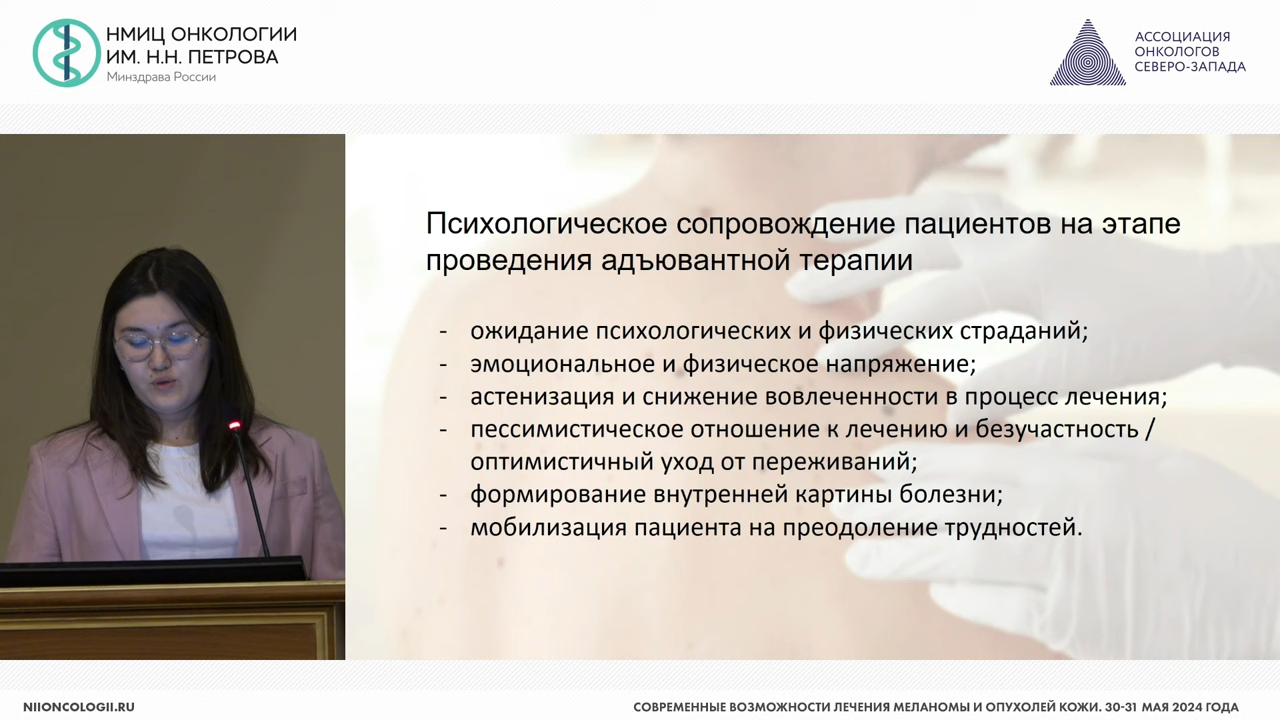 НМИЦ ОНКОЛОГИИ
ИМ. Н.Н. ПЕТРОВА
Минздрава России
АССОЦИАЦИЯ
ОНКОЛОГОВ
СЕВЕРО-ЗАПАДА
Психологическое сопровождение пациентов на этапе
проведения адъювантной терапии
- ожидание психологических и физических страданий;
- эмоциональное и физическое напряжение;
- астенизация и снижение вовлеченности в процесс лечения;
- пессимистическое отношение к лечению и безучастность /
оптимистичный уход от переживаний;
- формирование внутренней картины болезни;
- мобилизация пациента на преодоление трудностей.
NIIONCOLOGII.RU
СОВРЕМЕННЫЕ ВОЗМОЖНОСТИ ЛЕЧЕНИЯ МЕЛАНОМЫ И ОПУХОЛЕЙ КОЖИ. 30-31 МАЯ 2024 ГОДА